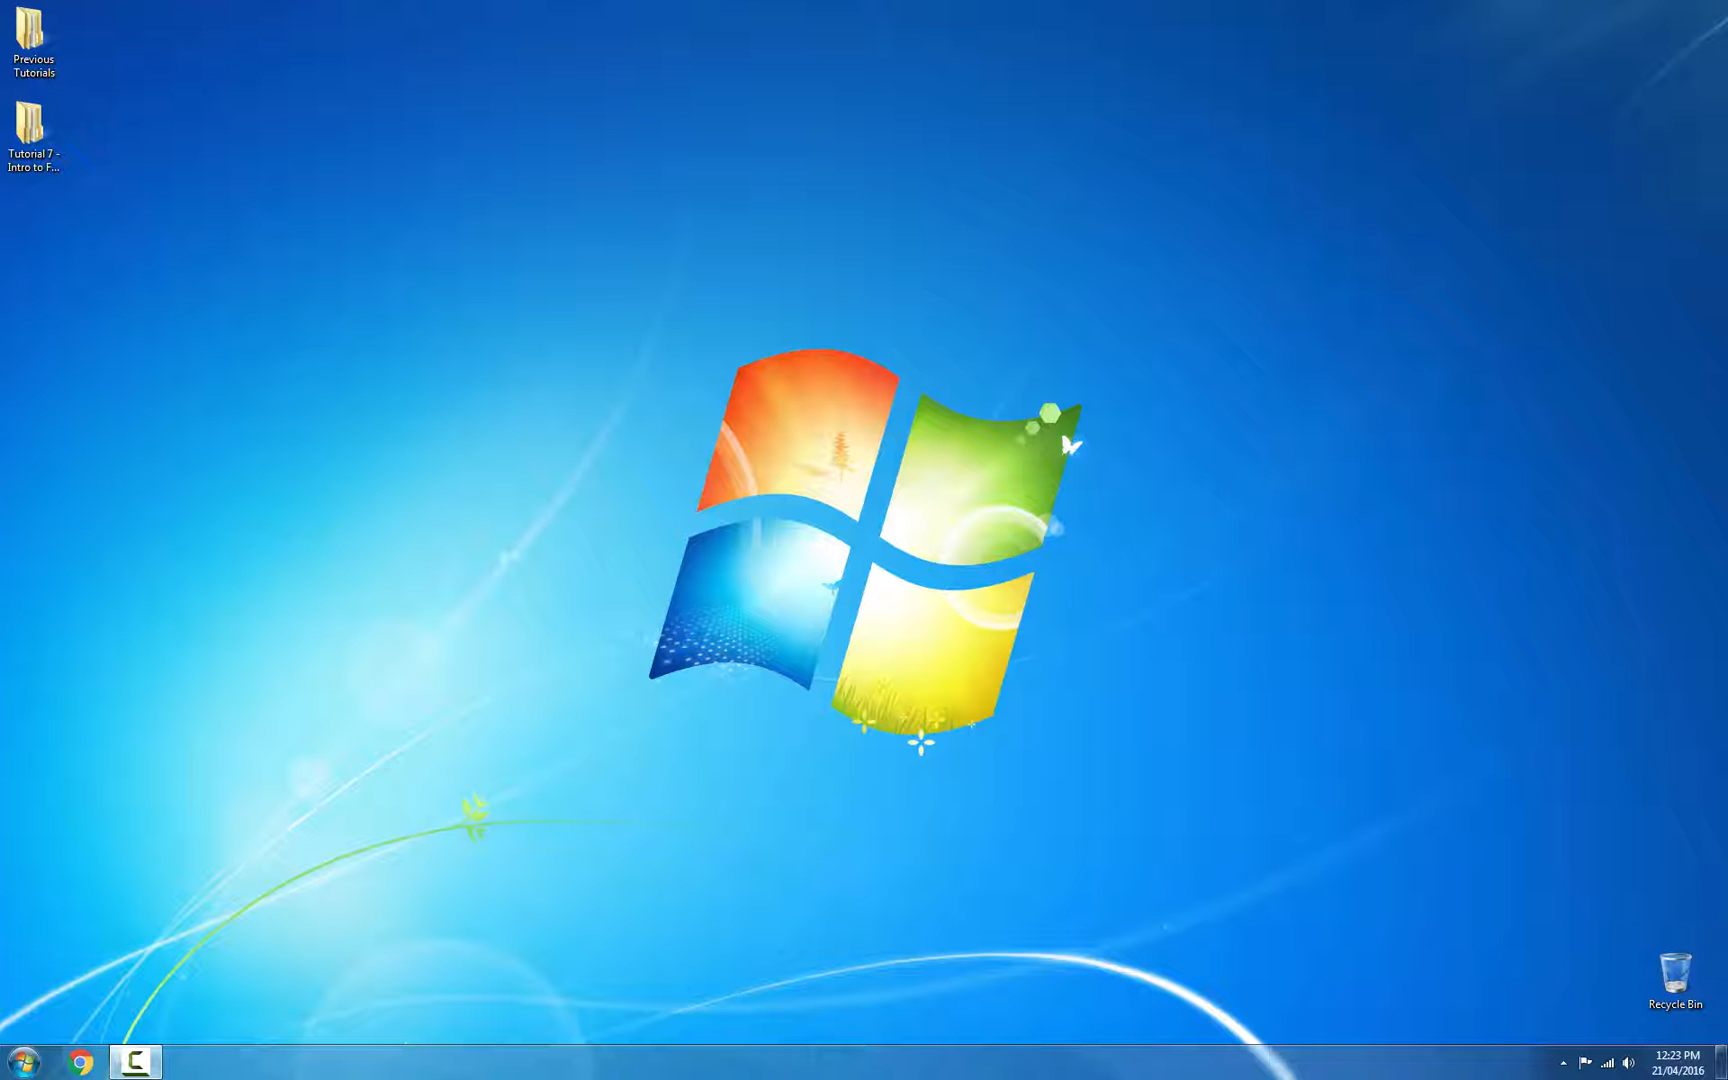 Previous
Tutorials
Tutorial 7 -
Intro to F...
Recycle Bin
12:23 PM
21/04/2016